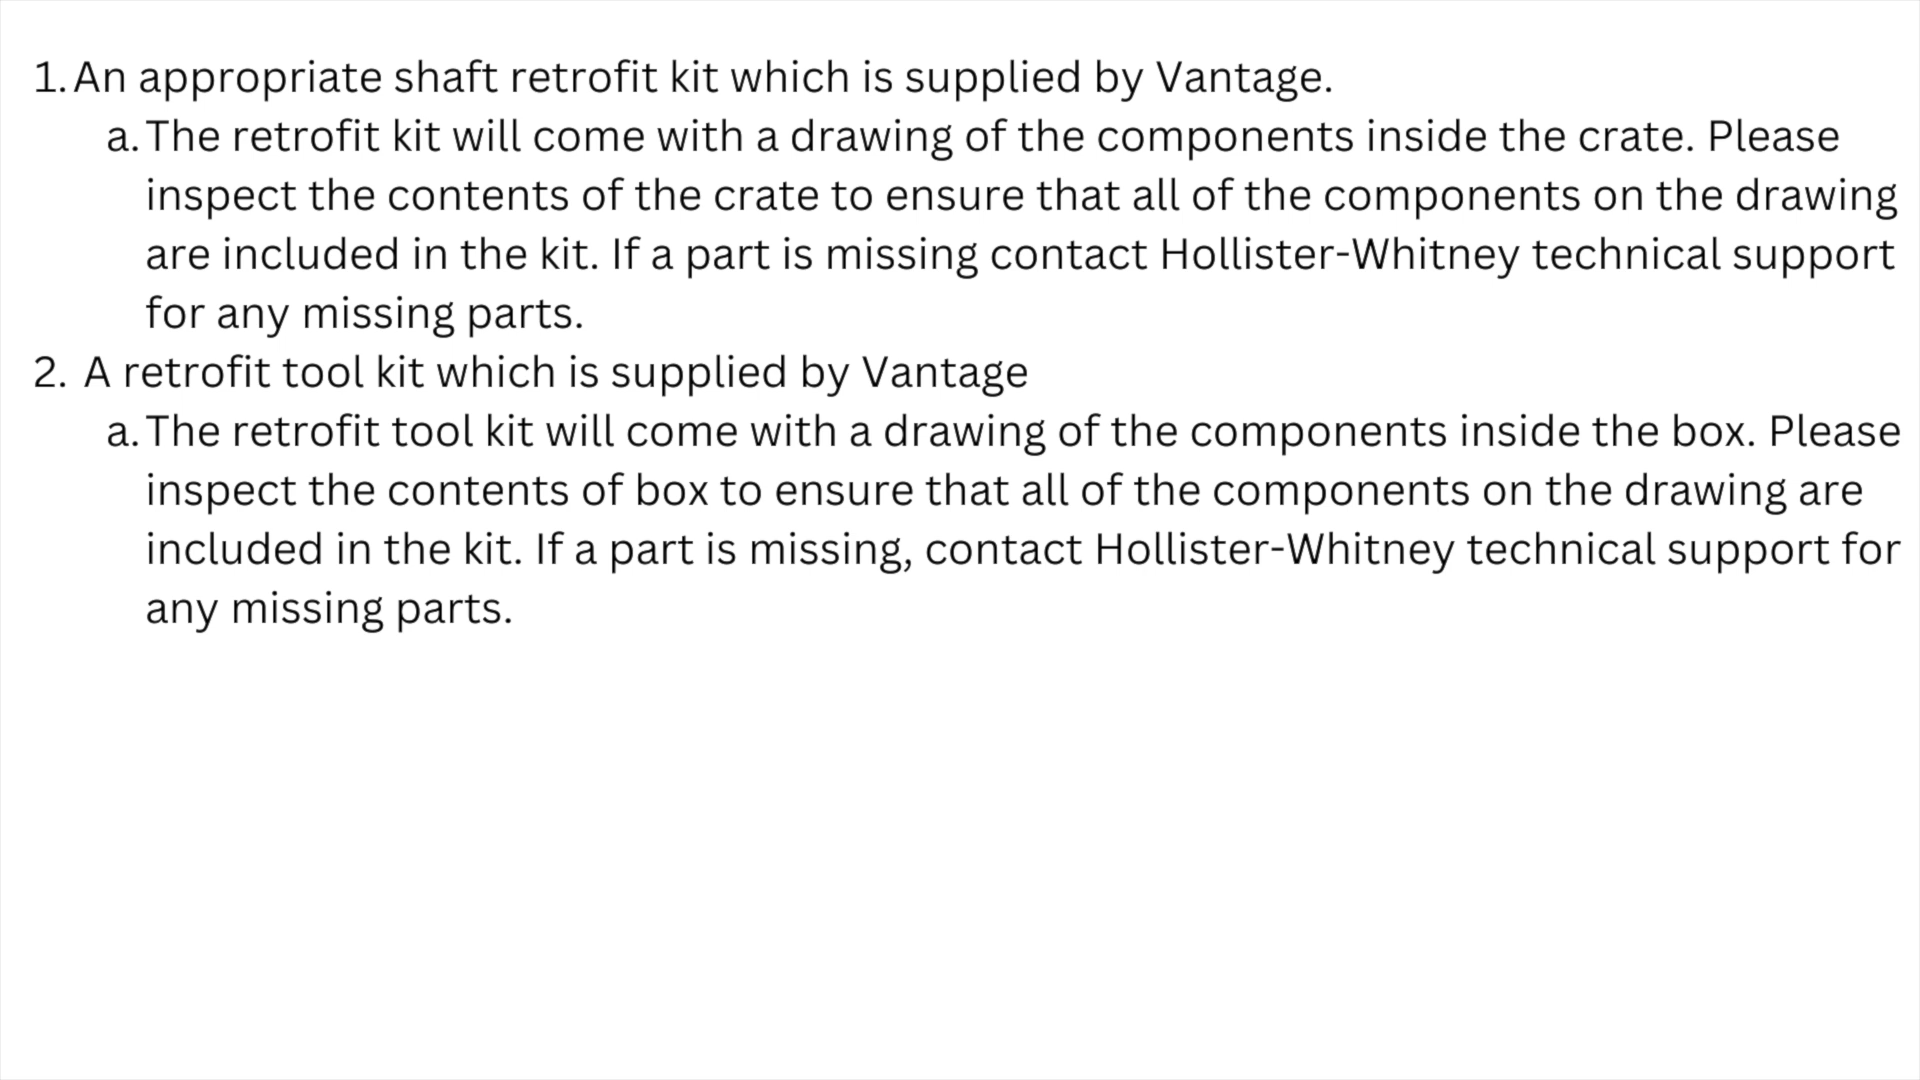 1. An appropriate shaft retrofit kit which is supplied by Vantage.
a. The retrofit kit will come with a drawing of the components inside the crate. Please
inspect the contents of the crate to ensure that all of the components on the drawing
are included in the kit. If a part is missing contact Hollister-Whitney technical support
for any missing parts.
2. A retrofit tool kit which is supplied by Vantage
a. The retrofit tool kit will come with a drawing of the components inside the box. Please
inspect the contents of box to ensure that all of the components on the drawing are
included in the kit. If a part is missing, contact Hollister-Whitney technical support for
any missing parts.